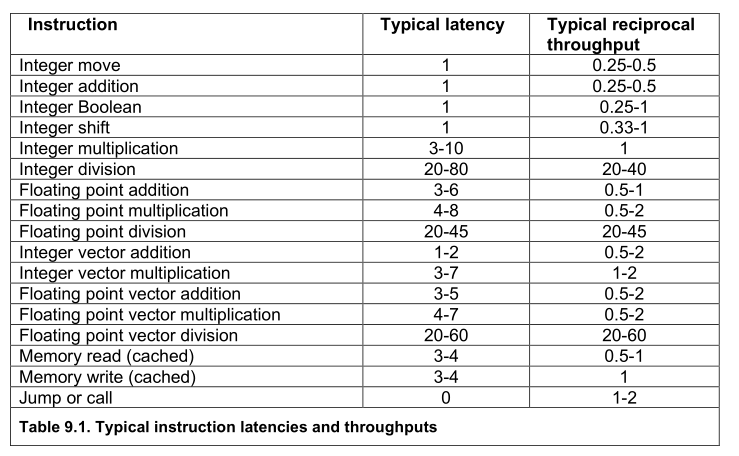 Instruction Typical latency Typical reciprocal
throughput
Integer move 1 0.25-0.5
Integer addition 1 0.25-0.5
Integer Boolean 1 0.25-1
Integer shift 1 0.33-1
Integer multiplication 3-10 1
Integer division 20-80 20-40
Floating point addition 3-6 0.5-1
Floating point multiplication 4-8 0.5-2
Floating point division 20-45 20-45
Integer vector addition 1-2 0.5-2
Integer vector multiplication 3-7 1-2
Floating point vector addition 3-5 0.5-2
Floating point vector multiplication 4-7 0.5-2
Floating point vector division 20-60 20-60
Memory read (cached) 3-4 0.5-1
Memory write (cached) 3-4 1
Jump or call 0 1-2
Table 9.1. Typical instruction latencies and throughputs